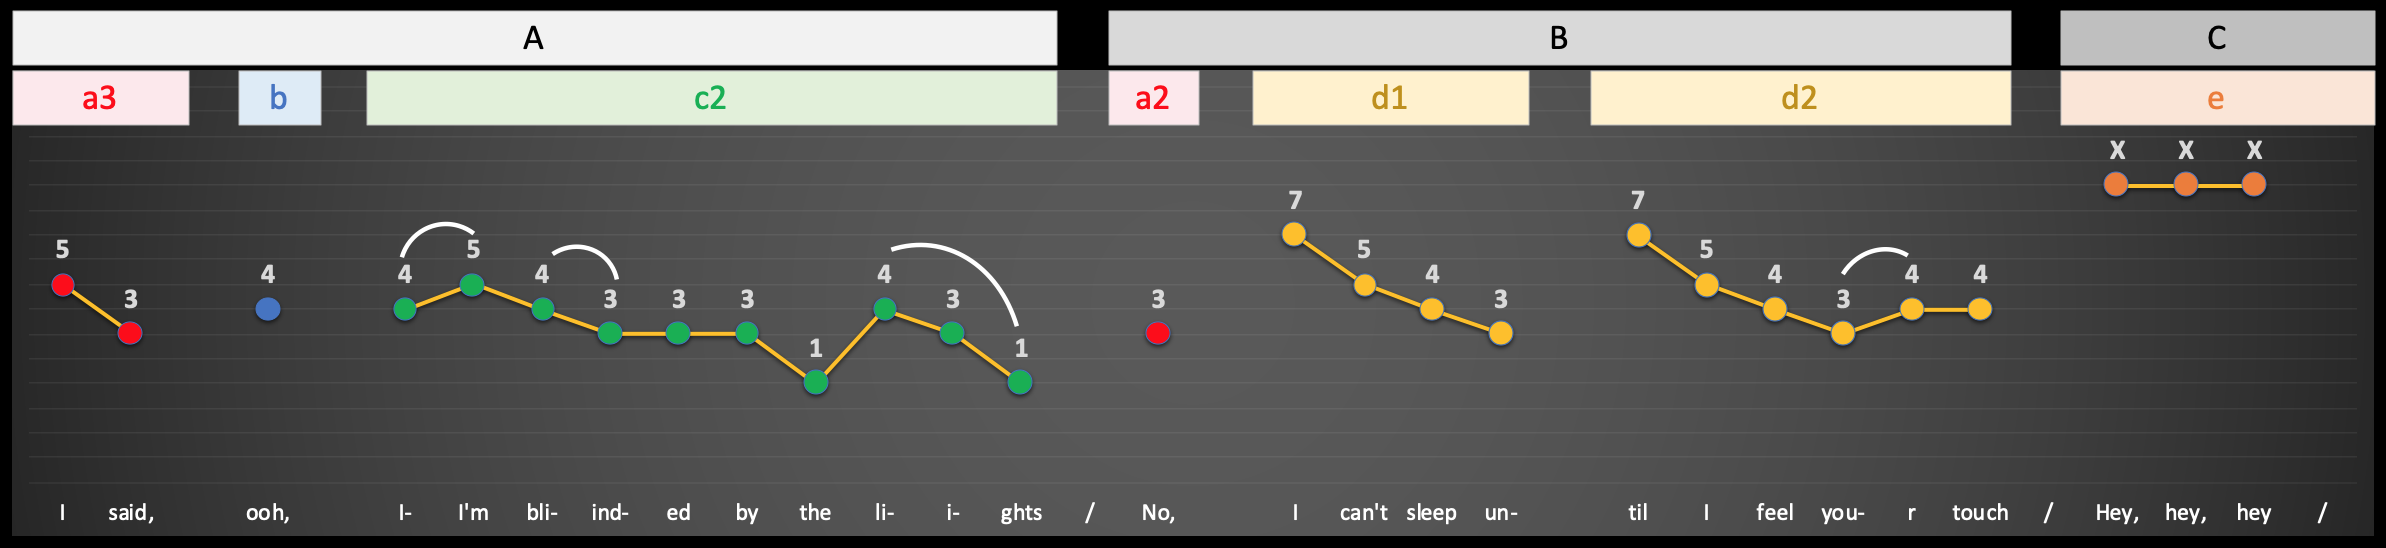 A B C
a3 b c2 a2 d1 d2 e
X X X
7 7
5 5 5 5
4 4 4 4 4 4 4 4
3 3 3 3 3 3 3 3
1 1
I said, ooh, I- I'm bli- ind- ed by the li- i- ghts / No, I can't sleep un- til I feel you- r touch / Hey, hey, hey /